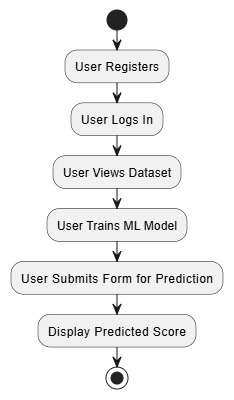 User Registers
User Logs In
User Views Dataset
User Trains ML Model
User Submits Form for Prediction
Display Predicted Score